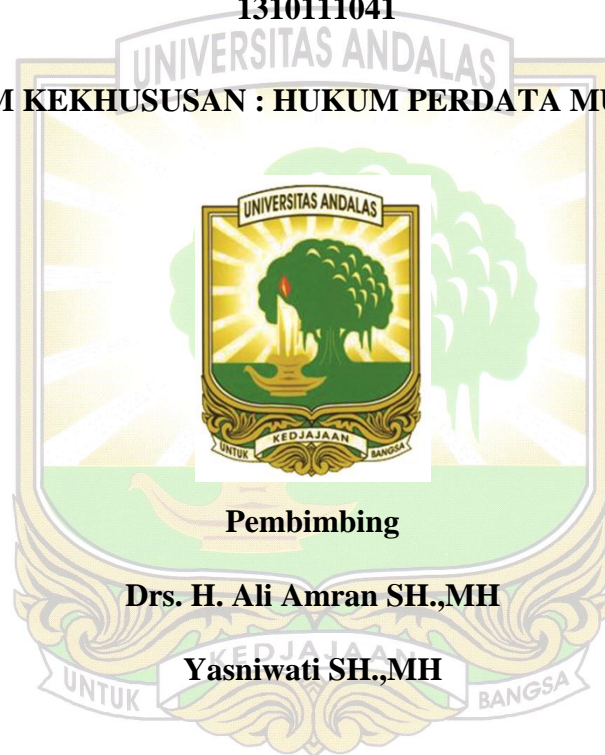 1310111041
UNIVERSITAS ANDALAS
M KEKHUSUSAN : HUKUM PERDATA MU
UNIVERSITAS ANDALAS
UNTUK KEDJAJAAN BANGSA
Pembimbing
Drs. H. Ali Amran SH.,MH
Yasniwati SH.,MH
UNTUK KEDJAJAAN BANGSA